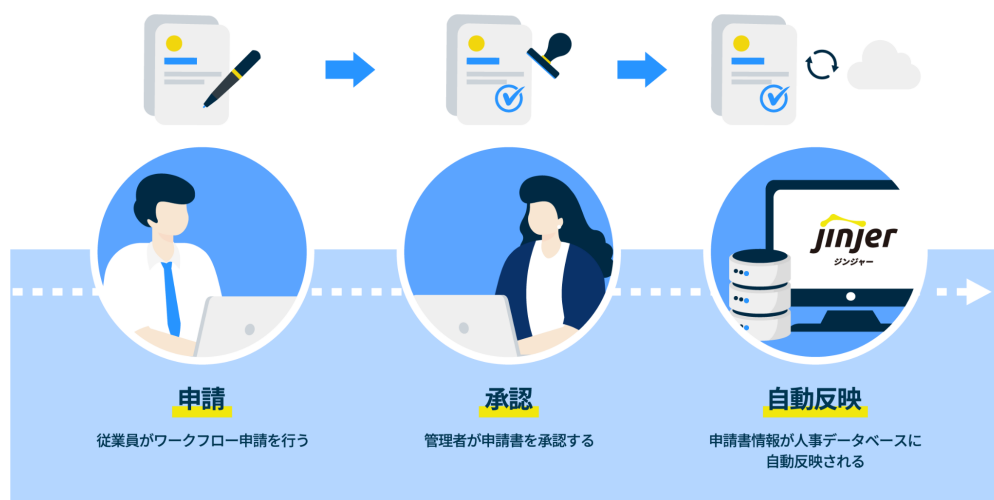 jinjer
ジンジャー
申請
従業員がワークフロー申請を行う
承認
管理者が申請書を承認する
自動反映
申請書情報が人事データベースに
自動反映される